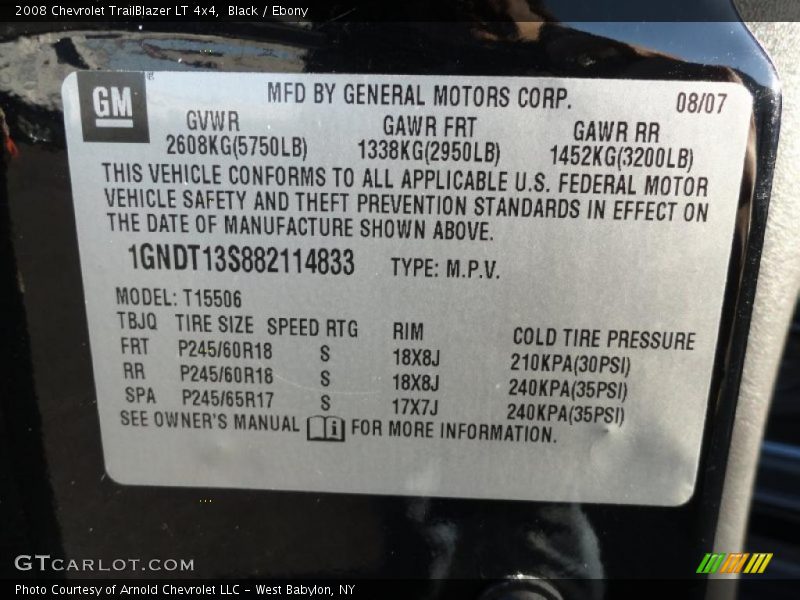 2008 Chevrolet TrailBlazer LT 4x4, Black / Ebony
GM
MFD BY GENERAL MOTORS CORP. 08/07
GVWR GAWR FRT GAWR RR
2608KG(5750LB) 1338KG(2950LB) 1452KG(3200LB)
THIS VEHICLE CONFORMS TO ALL APPLICABLE U.S. FEDERAL MOTOR
VEHICLE SAFETY AND THEFT PREVENTION STANDARDS IN EFFECT ON
THE DATE OF MANUFACTURE SHOWN ABOVE.
1GNDT13S882114833 TYPE: M.P.V.
MODEL: T15506
TBJQ TIRE SIZE SPEED RTG RIM COLD TIRE PRESSURE
FRT P245/60R18 S 18X8J 210KPA(30PSI)
RR P245/60R18 S 18X8J 240KPA(35PSI)
SPA P245/65R17 S 17X7J 240KPA(35PSI)
SEE OWNER'S MANUAL i FOR MORE INFORMATION.
GTCARLOT.COM
Photo Courtesy of Arnold Chevrolet LLC - West Babylon, NY